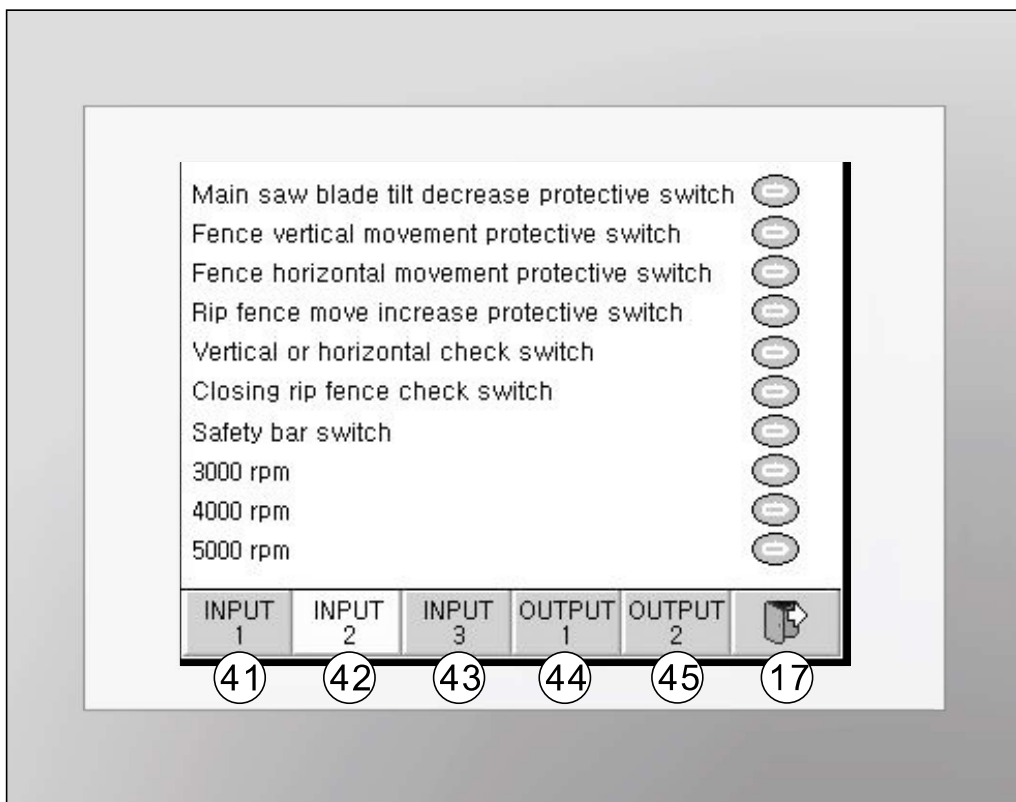 Main saw blade tilt decrease protective switch
Fence vertical movement protective switch
Fence horizontal movement protective switch
Rip fence move increase protective switch
Vertical or horizontal check switch
Closing rip fence check switch
Safety bar switch
3000 rpm
4000 rpm
5000 rpm
INPUT 1
INPUT 2
INPUT 3
OUTPUT 1
OUTPUT 2
41 42 43 44 45 17